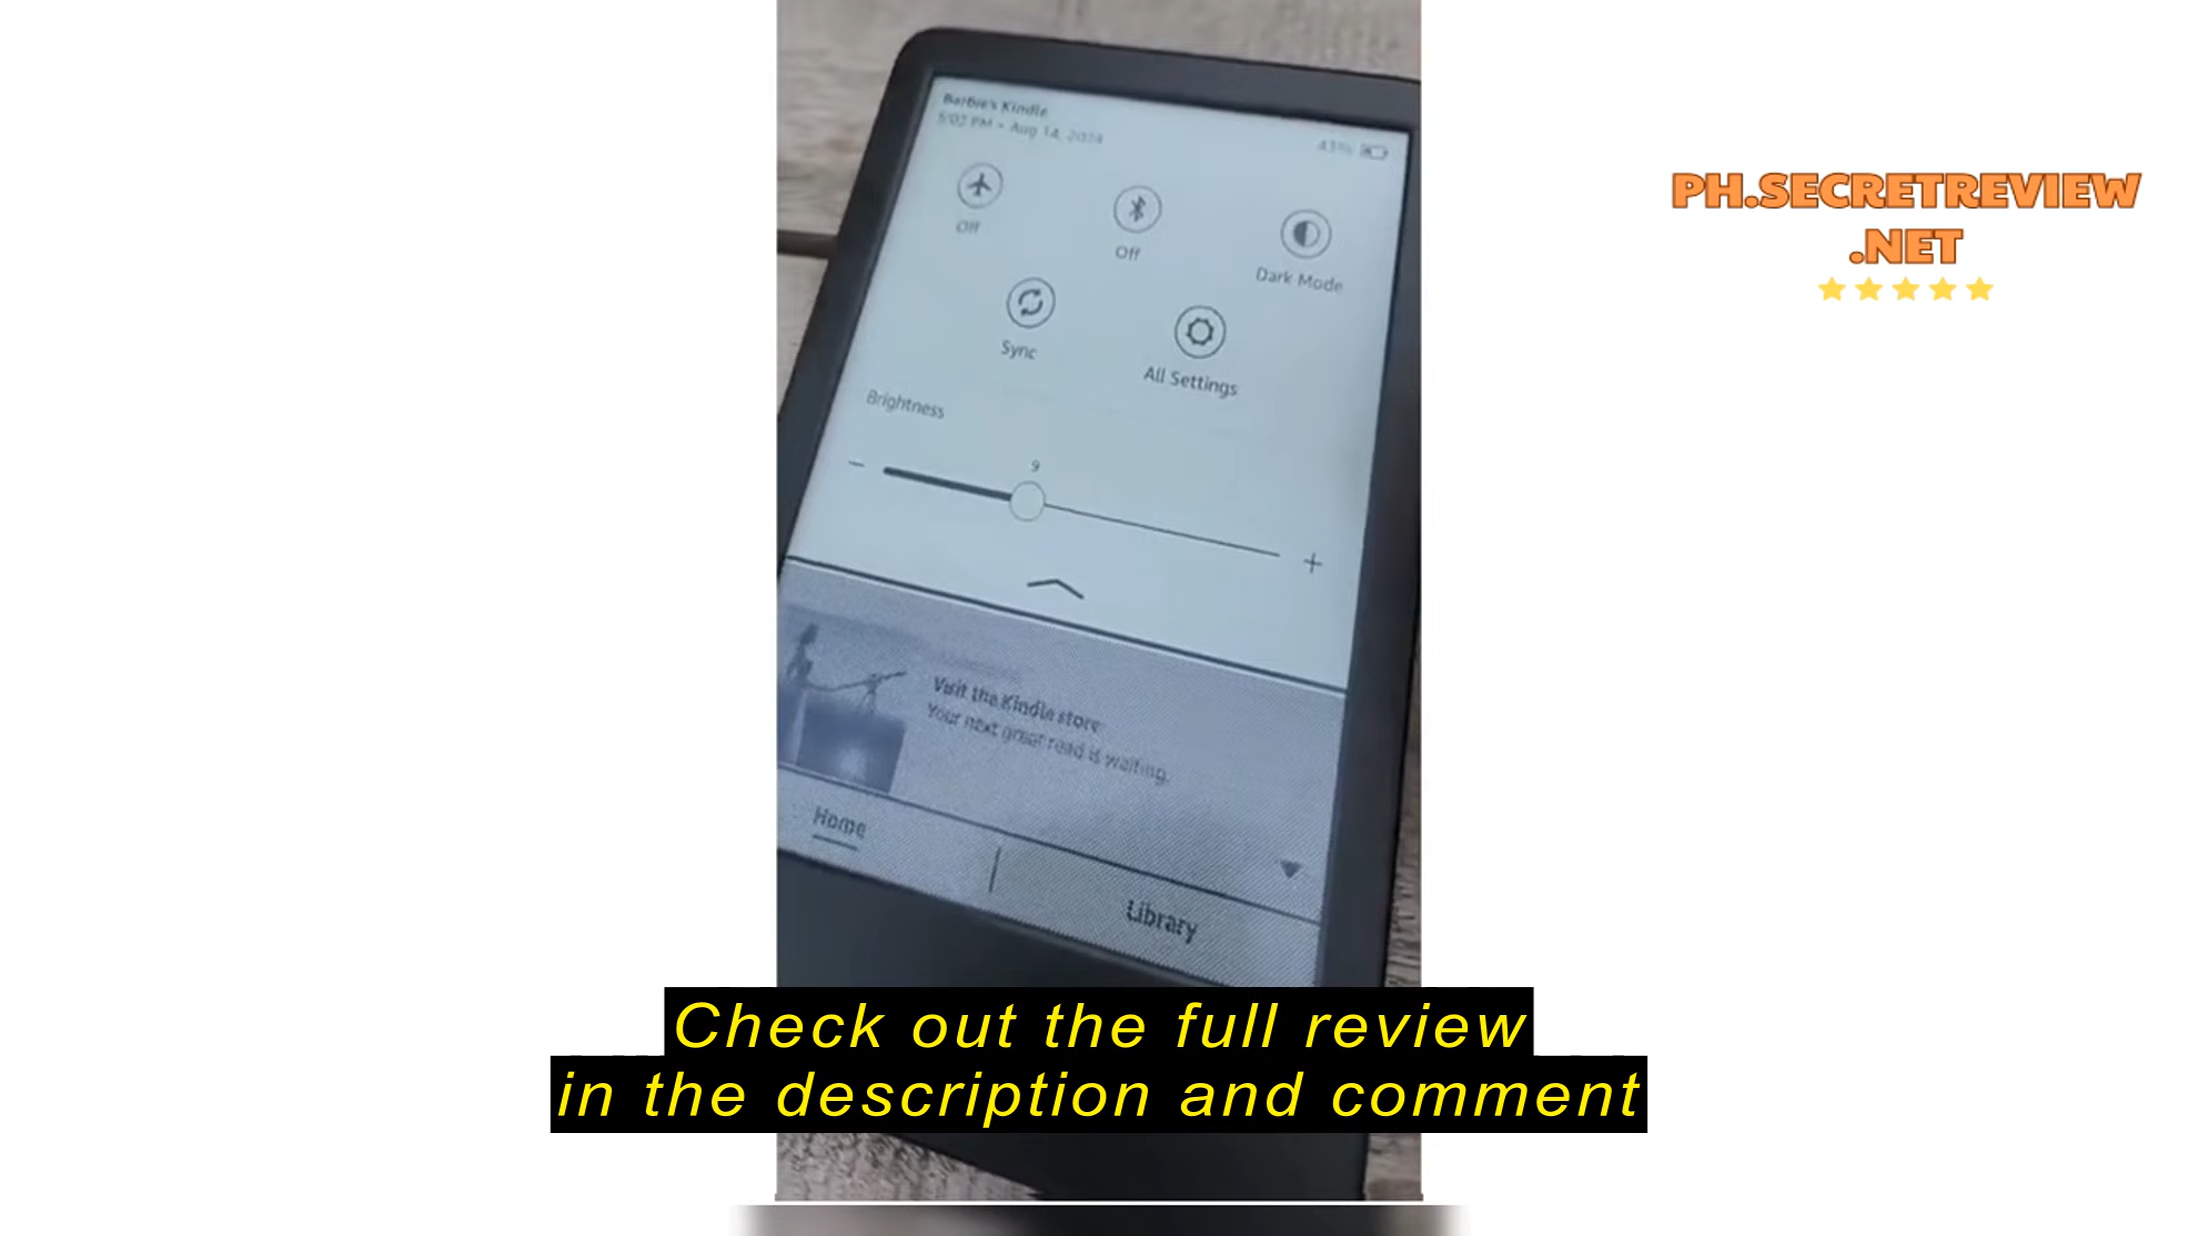 PH.SECRETREVIEW
.NET
Barbie's Kindle
5:02 PM • Aug 14, 2024
43%
Off
Off
Dark Mode
Sync
All Settings
Brightness
9
Visit the Kindle store
Your next great read is waiting.
Home
Library
Check out the full review
in the description and comment